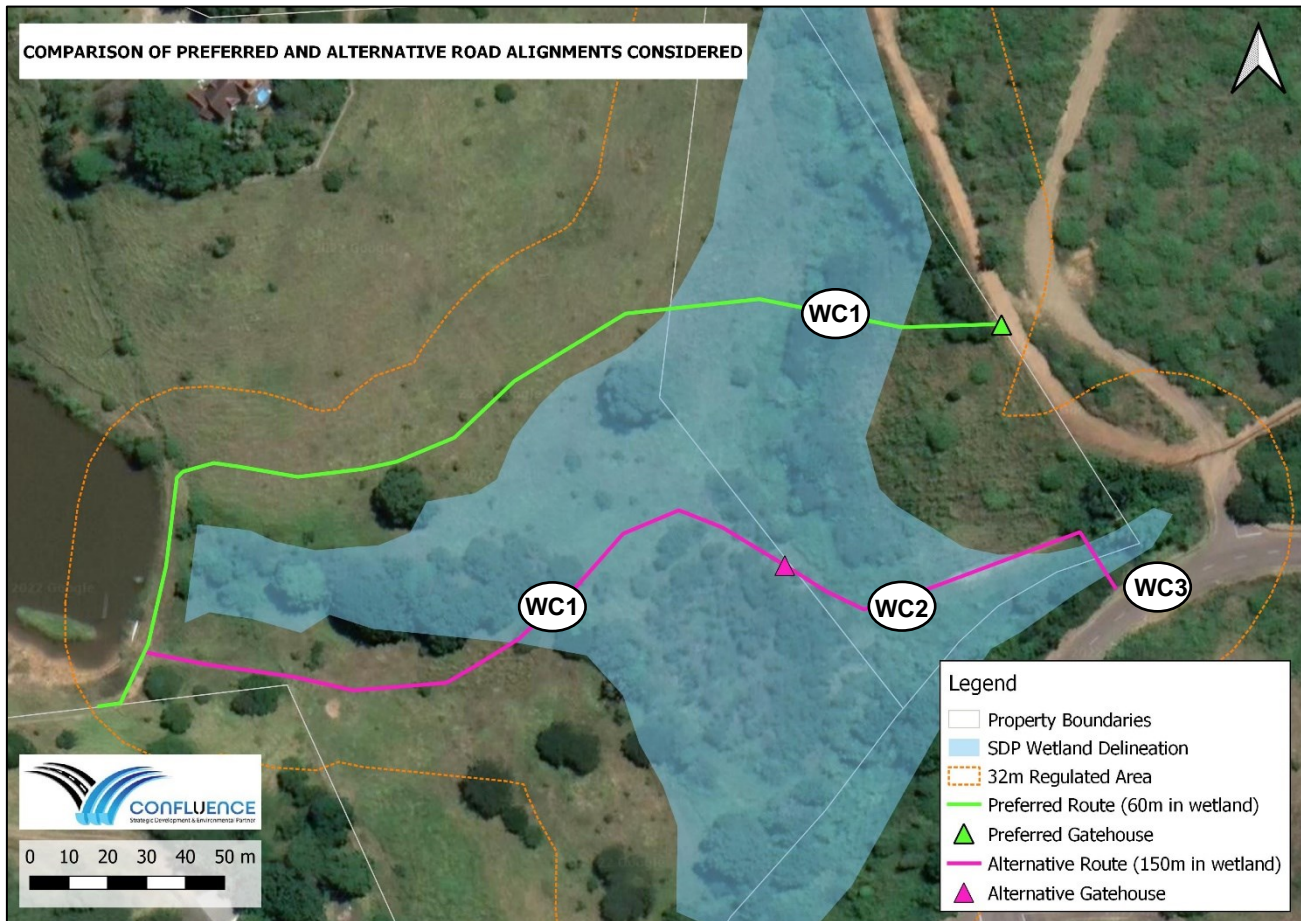 COMPARISON OF PREFERRED AND ALTERNATIVE ROAD ALIGNMENTS CONSIDERED
WC1
WC1
WC2
WC3
CONFLUENCE
Strategic Development & Environmental Partner
0 10 20 30 40 50 m
Legend
Property Boundaries
SDP Wetland Delineation
32m Regulated Area
Preferred Route (60m in wetland)
Preferred Gatehouse
Alternative Route (150m in wetland)
Alternative Gatehouse